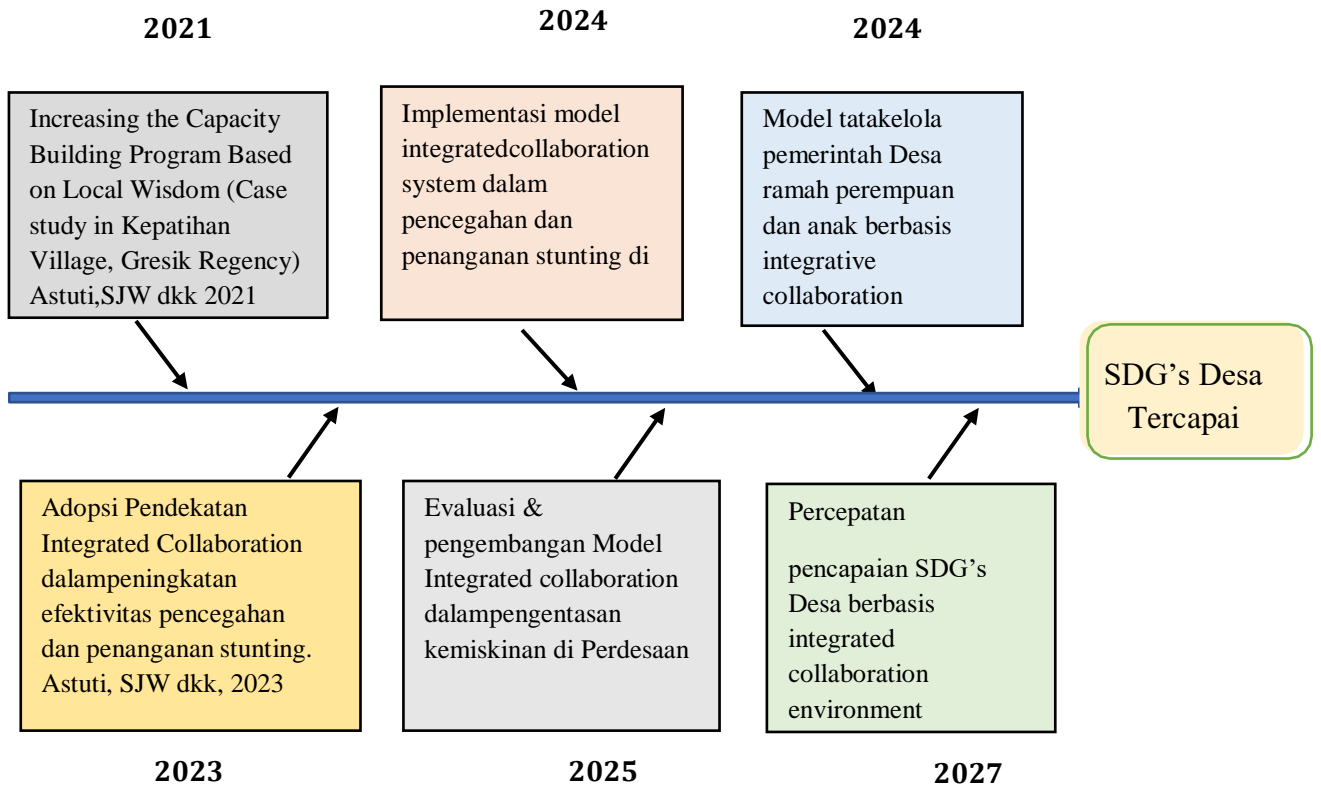 2021
2024
2024
Increasing the Capacity
Building Program Based
on Local Wisdom (Case
study in Kepatihan
Village, Gresik Regency)
Astuti,SJW dkk 2021
Implementasi model
integratedcollaboration
system dalam
pencegahan dan
penanganan stunting di
Model tatakelola
pemerintah Desa
ramah perempuan
dan anak berbasis
integrative
collaboration
SDG’s Desa
Tercapai
Adopsi Pendekatan
Integrated Collaboration
dalampeningkatan
efektivitas pencegahan
dan penanganan stunting.
Astuti, SJW dkk, 2023
Evaluasi &
pengembangan Model
Integrated collaboration
dalampengentasan
kemiskinan di Perdesaan
Percepatan
pencapaian SDG’s
Desa berbasis
integrated
collaboration
environment
2023
2025
2027